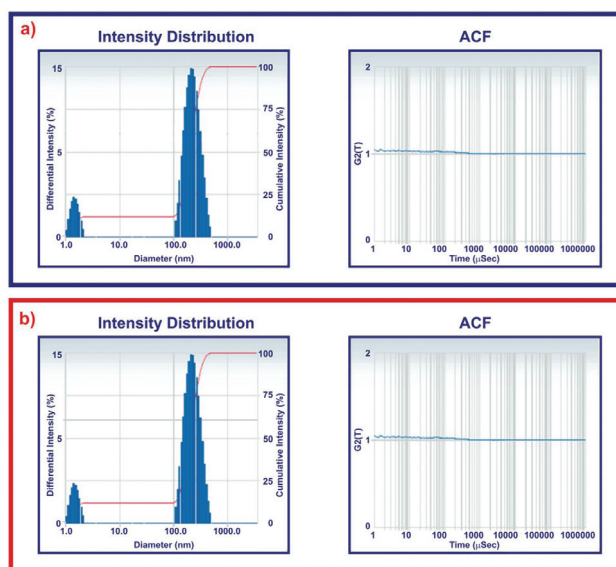 a)
Intensity Distribution
ACF
Differential Intensity (%)
15
5
0
Cumulative Intensity (%)
100
75
50
25
0
1.0 10.0 100.0 1000.0
Diameter (nm)
G2(T)
2
1
0
1 10 100 1000 10000 100000 1000000
Time (μSec)
b)
Intensity Distribution
ACF
Differential Intensity (%)
15
5
0
Cumulative Intensity (%)
100
75
50
25
0
1.0 10.0 100.0 1000.0
Diameter (nm)
G2(T)
2
1
0
1 10 100 1000 10000 100000 1000000
Time (μSec)